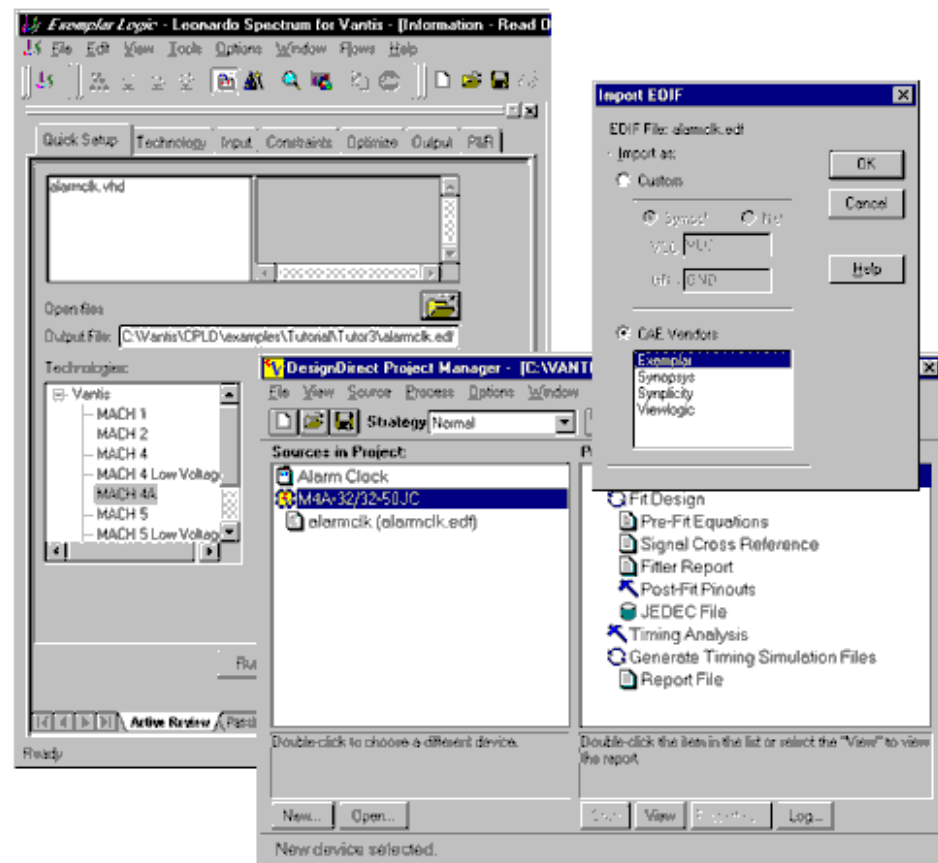 Exemplar Logic - Leonardo Spectrum for Vantis - [Information - Read O
File Edit View Tools Options Window Flows Help
Quick Setup Technology Input Constraints Optimize Output P&R
alarmclk.vhd
Open files
Output File: C:\Vantis\CPLD\examples\Tutorial\Tutor3\alarmclk.edf
Technologies:
Vantis
MACH 1
MACH 2
MACH 4
MACH 4 Low Voltag
MACH 4A
MACH 5
MACH 5 Low Voltag
Active Review
Ready
Import EDIF
EDIF File: alarmclk.edf
Import as:
Custom
Symbol Net
VCC: VCC
GND
CAE Vendors
Exemplar
Synopsys
Synplicity
Viewlogic
OK
Cancel
Help
DesignDirect Project Manager - [C:\VANTI
File View Source Process Options Window
Strategy Normal
Sources in Project:
Alarm Clock
M4A-32/32-50JC
alarmclk (alarmclk.edf)
Double-click to choose a different device.
New... Open...
New device selected.
Fit Design
Pre-Fit Equations
Signal Cross Reference
Fitter Report
Post-Fit Pinouts
JEDEC File
Timing Analysis
Generate Timing Simulation Files
Report File
Double-click the item in the list or select the "View" to view
the report
View Log...